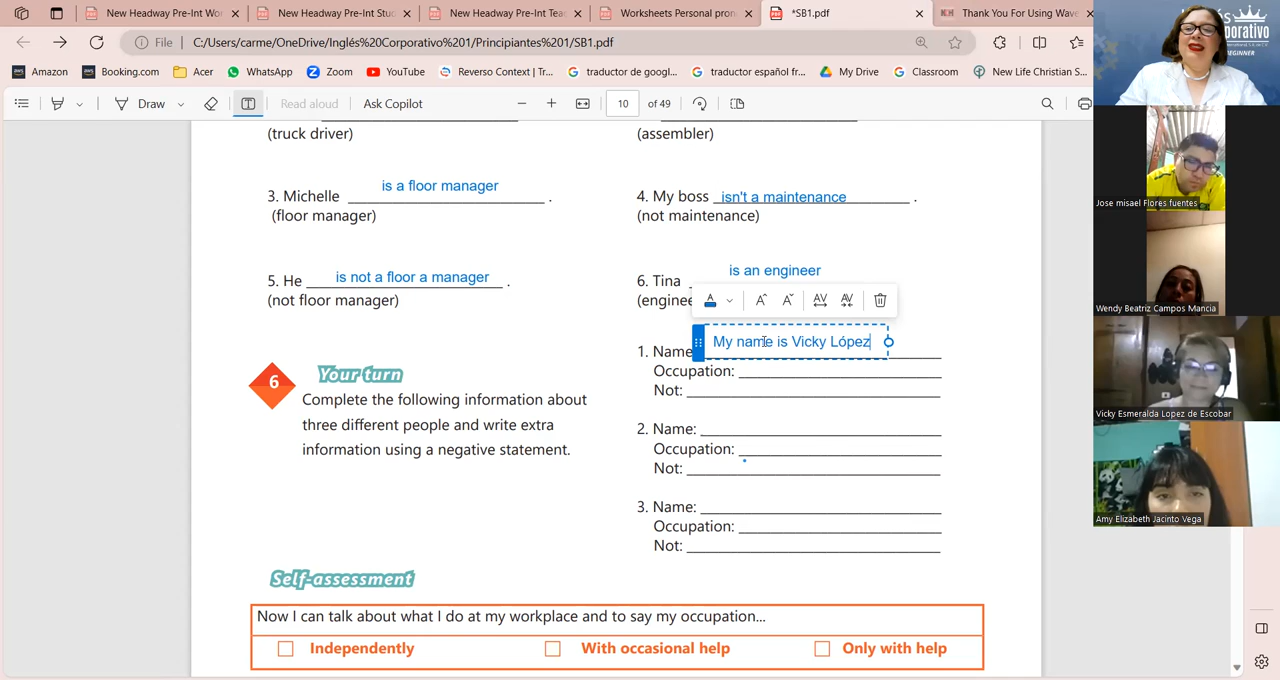 New Headway Pre-Int Wo
New Headway Pre-Int Stud
New Headway Pre-Int Teac
Worksheets Personal pron
*SB1.pdf
Thank You For Using Wave
File
C:/Users/carme/OneDrive/Inglés%20Corporativo%201/Principiantes%201/SB1.pdf
Amazon
Booking.com
Acer
WhatsApp
Zoom
YouTube
Reverso Context | Tr...
traductor de googl...
traductor español fr...
My Drive
Classroom
New Life Christian S...
Draw
Read aloud
Ask Copilot
10
of 49
(truck driver)
(assembler)
3. Michelle is a floor manager .
(floor manager)
4. My boss isn't a maintenance .
(not maintenance)
5. He is not a floor a manager .
(not floor manager)
6. Tina is an engineer
(enginee
My name is Vicky López
1. Name
Occupation:
Not:
6
Your turn
Complete the following information about
three different people and write extra
information using a negative statement.
2. Name:
Occupation:
Not:
3. Name:
Occupation:
Not:
Self-assessment
Now I can talk about what I do at my workplace and to say my occupation...
Independently
With occasional help
Only with help
BEGINNER
Jose misael Flores fuentes
Wendy Beatriz Campos Mancia
Vicky Esmeralda Lopez de Escobar
Amy Elizabeth Jacinto Vega